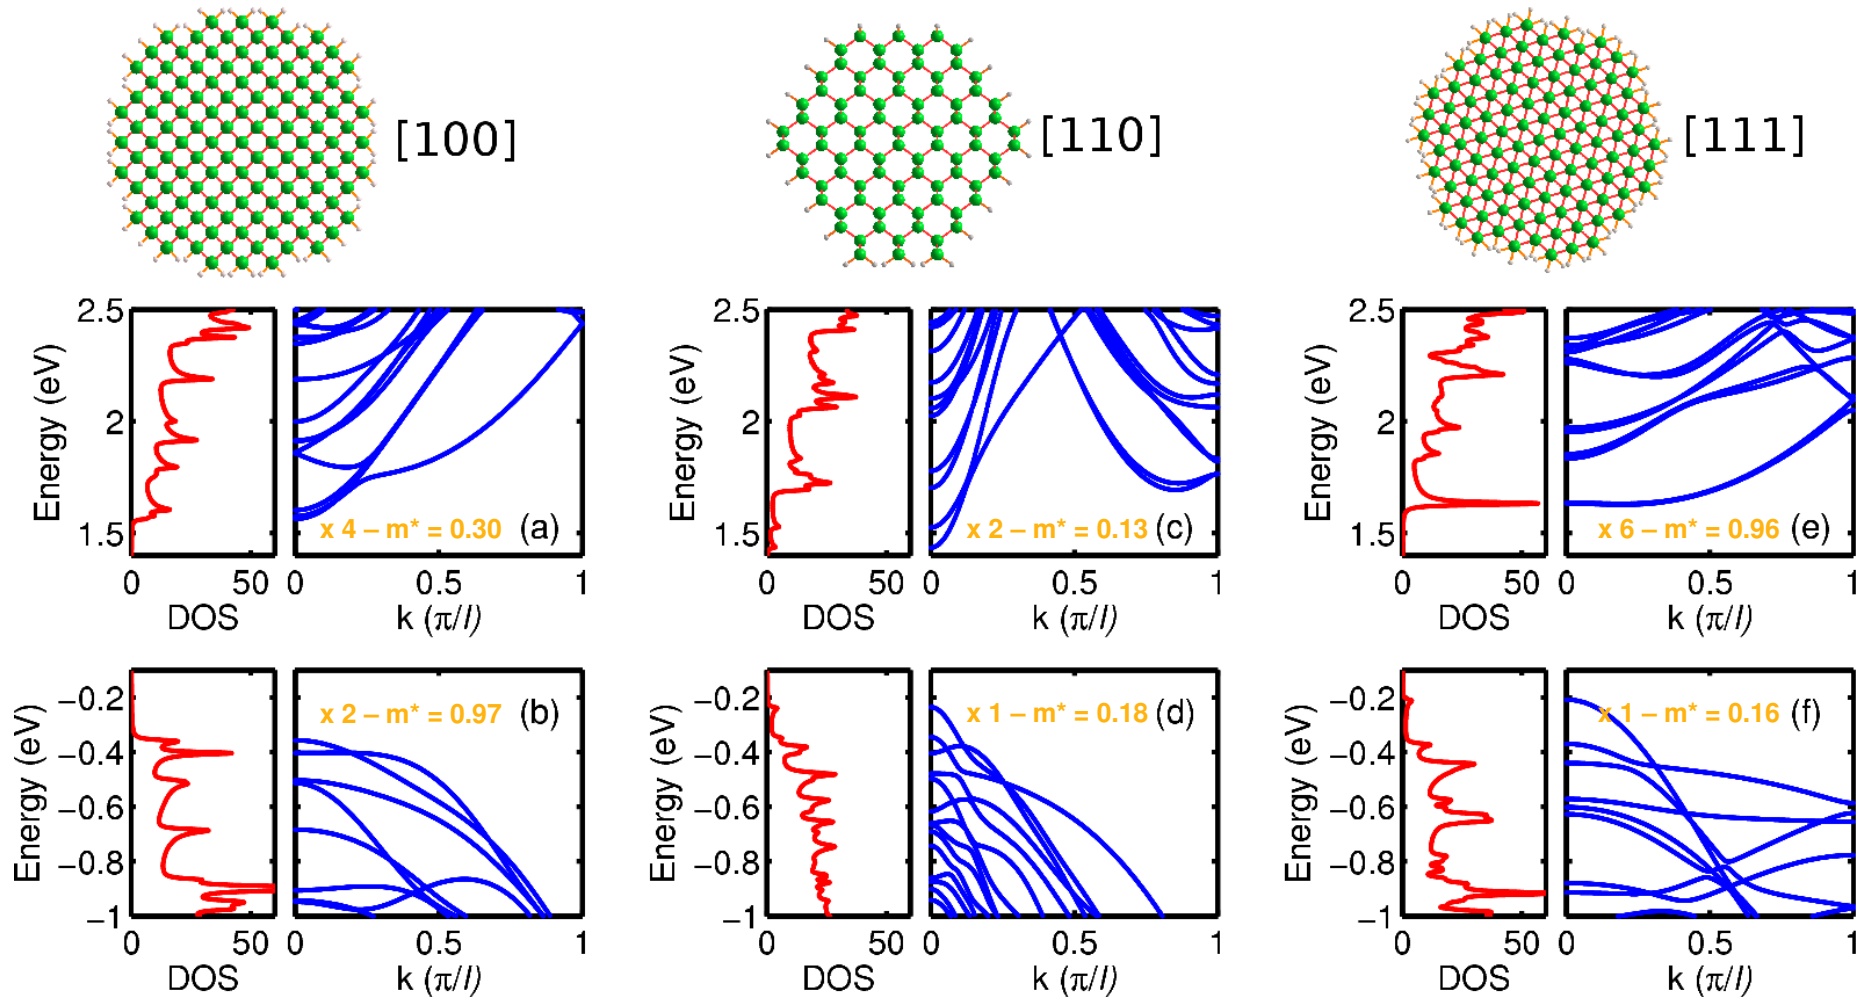 [100]
[110]
[111]
Energy (eV)
2.5
2
1.5
0 50
DOS
0 0.5 1
k (π/l)
x 4 – m* = 0.30 (a)
Energy (eV)
2.5
2
1.5
0 50
DOS
0 0.5 1
k (π/l)
x 2 – m* = 0.13 (c)
Energy (eV)
2.5
2
1.5
0 50
DOS
0 0.5 1
k (π/l)
x 6 – m* = 0.96 (e)
Energy (eV)
−0.2
−0.4
−0.6
−0.8
−1
0 50
DOS
0 0.5 1
k (π/l)
x 2 – m* = 0.97 (b)
Energy (eV)
−0.2
−0.4
−0.6
−0.8
−1
0 50
DOS
0 0.5 1
k (π/l)
x 1 – m* = 0.18 (d)
Energy (eV)
−0.2
−0.4
−0.6
−0.8
−1
0 50
DOS
0 0.5 1
k (π/l)
x 1 – m* = 0.16 (f)